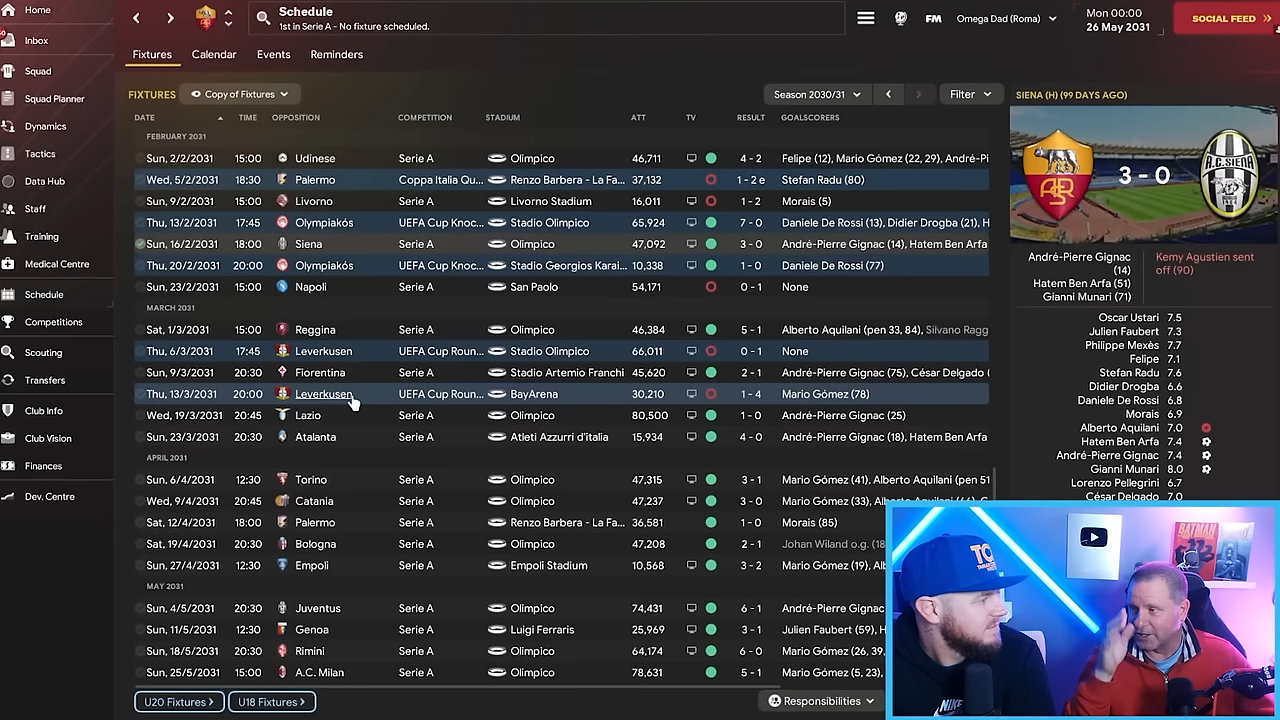 Home
Inbox
Squad
Squad Planner
Dynamics
Tactics
Data Hub
Staff
Training
Medical Centre
Schedule
Competitions
Scouting
Transfers
Club Info
Club Vision
Finances
Dev. Centre
Schedule
1st in Serie A - No fixture scheduled.
FM
Omega Dad (Roma)
Mon 00:00
26 May 2031
SOCIAL FEED
Fixtures Calendar Events Reminders
FIXTURES Copy of Fixtures Season 2030/31 Filter
DATE TIME OPPOSITION COMPETITION STADIUM ATT TV RESULT GOALSCORERS
FEBRUARY 2031
Sun, 2/2/2031 15:00 Udinese Serie A Olimpico 46,711 4 - 2 Felipe (12), Mario Gómez (22, 29), André-Pi
Wed, 5/2/2031 18:30 Palermo Coppa Italia Qu... Renzo Barbera - La Fa... 37,132 1 - 2 e Stefan Radu (80)
Sun, 9/2/2031 15:00 Livorno Serie A Livorno Stadium 16,011 1 - 2 Morais (5)
Thu, 13/2/2031 17:45 Olympiakós UEFA Cup Knoc... Stadio Olimpico 65,924 7 - 0 Daniele De Rossi (13), Didier Drogba (21), H
Sun, 16/2/2031 18:00 Siena Serie A Olimpico 47,092 3 - 0 André-Pierre Gignac (14), Hatem Ben Arfa
Thu, 20/2/2031 20:00 Olympiakós UEFA Cup Knoc... Stadio Georgios Karai... 10,338 1 - 0 Daniele De Rossi (77)
Sun, 23/2/2031 15:00 Napoli Serie A San Paolo 54,171 0 - 1 None
MARCH 2031
Sat, 1/3/2031 15:00 Reggina Serie A Olimpico 46,384 5 - 1 Alberto Aquilani (pen 33, 84), Silvano Ragg
Thu, 6/3/2031 17:45 Leverkusen UEFA Cup Roun... Stadio Olimpico 66,011 0 - 1 None
Sun, 9/3/2031 20:30 Fiorentina Serie A Stadio Artemio Franchi 45,620 2 - 1 Alberto Aquilani (75), César Delgado (
Thu, 13/3/2031 20:00 Leverkusen UEFA Cup Roun... BayArena 30,210 1 - 4 Mario Gómez (78)
Wed, 19/3/2031 20:45 Lazio Serie A Olimpico 80,500 1 - 0 André-Pierre Gignac (25)
Sun, 23/3/2031 20:30 Atalanta Serie A Atleti Azzurri d'italia 15,934 4 - 0 André-Pierre Gignac (18), Hatem Ben Arfa
APRIL 2031
Sun, 6/4/2031 12:30 Torino Serie A Olimpico 47,315 3 - 1 Mario Gómez (41), Alberto Aquilani (pen 51
Wed, 9/4/2031 20:45 Catania Serie A Olimpico 47,237 3 - 0 Mario Gómez (33), Alberto Aquilani (66), C
Sat, 12/4/2031 18:00 Palermo Serie A Renzo Barbera - La Fa... 36,581 1 - 0 Morais (85)
Sat, 19/4/2031 20:30 Bologna Serie A Olimpico 47,208 2 - 1 Johan Wiland o.g. (18
Sun, 27/4/2031 12:30 Empoli Serie A Empoli Stadium 10,568 3 - 2 Mario Gómez (19), Alb
MAY 2031
Sun, 4/5/2031 20:30 Juventus Serie A Olimpico 74,431 6 - 1 André-Pierre Gignac
Sun, 11/5/2031 12:30 Genoa Serie A Luigi Ferraris 25,969 3 - 1 Julien Faubert (59), H
Sun, 18/5/2031 20:30 Rimini Serie A Olimpico 64,174 6 - 0 Mario Gómez (26, 39,
Sun, 25/5/2031 15:00 A.C. Milan Serie A Olimpico 78,631 5 - 1 Mario Gómez (5, 23),
U20 Fixtures U18 Fixtures Responsibilities
SIENA (H) (99 DAYS AGO)
ASR
3 - 0
A.C. SIENA
André-Pierre Gignac
(14)
Hatem Ben Arfa (51)
Gianni Munari (71)
Kemy Agustien sent
off (90)
Oscar Ustari 7.5
Julien Faubert 7.3
Philippe Mexès 7.7
Felipe 7.1
Stefan Radu 7.6
Didier Drogba 6.6
Daniele De Rossi 6.8
Morais 6.9
Alberto Aquilani 7.0
Hatem Ben Arfa 7.4
André-Pierre Gignac 7.4
Gianni Munari 8.0
Lorenzo Pellegrini 6.7
César Delgado 7.0
BATMAN
NIKE